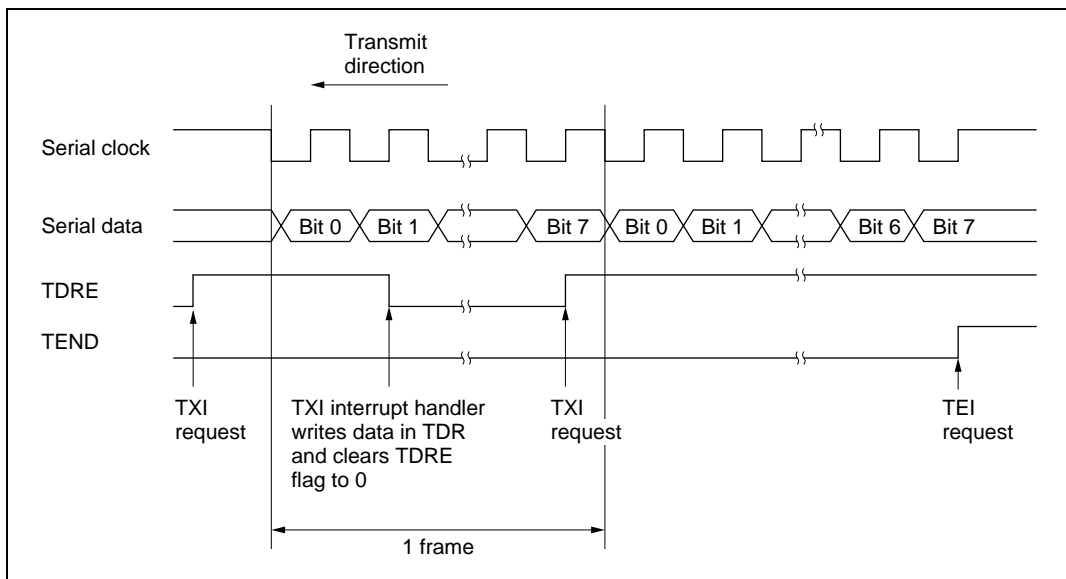 Transmit
direction
Serial clock
Serial data
Bit 0 Bit 1 Bit 7 Bit 0 Bit 1 Bit 6 Bit 7
TDRE
TEND
TXI
request
TXI interrupt handler
writes data in TDR
and clears TDRE
flag to 0
TXI
request
TEI
request
1 frame